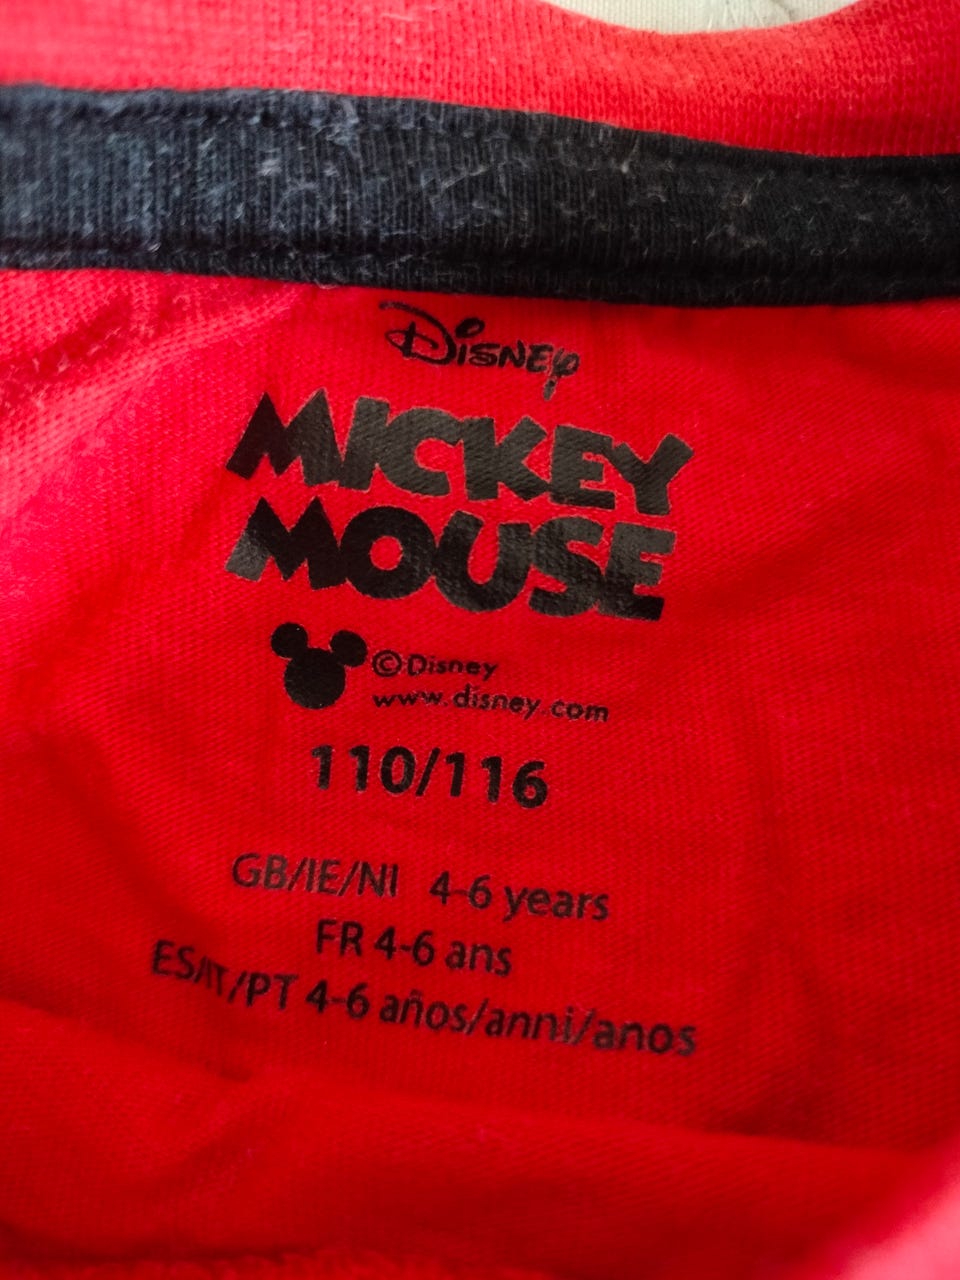 Disney
MICKEY
MOUSE
©Disney
www.disney.com
110/116
GB/IE/NI 4-6 years
FR 4-6 ans
ES/IT/PT 4-6 años/anni/anos